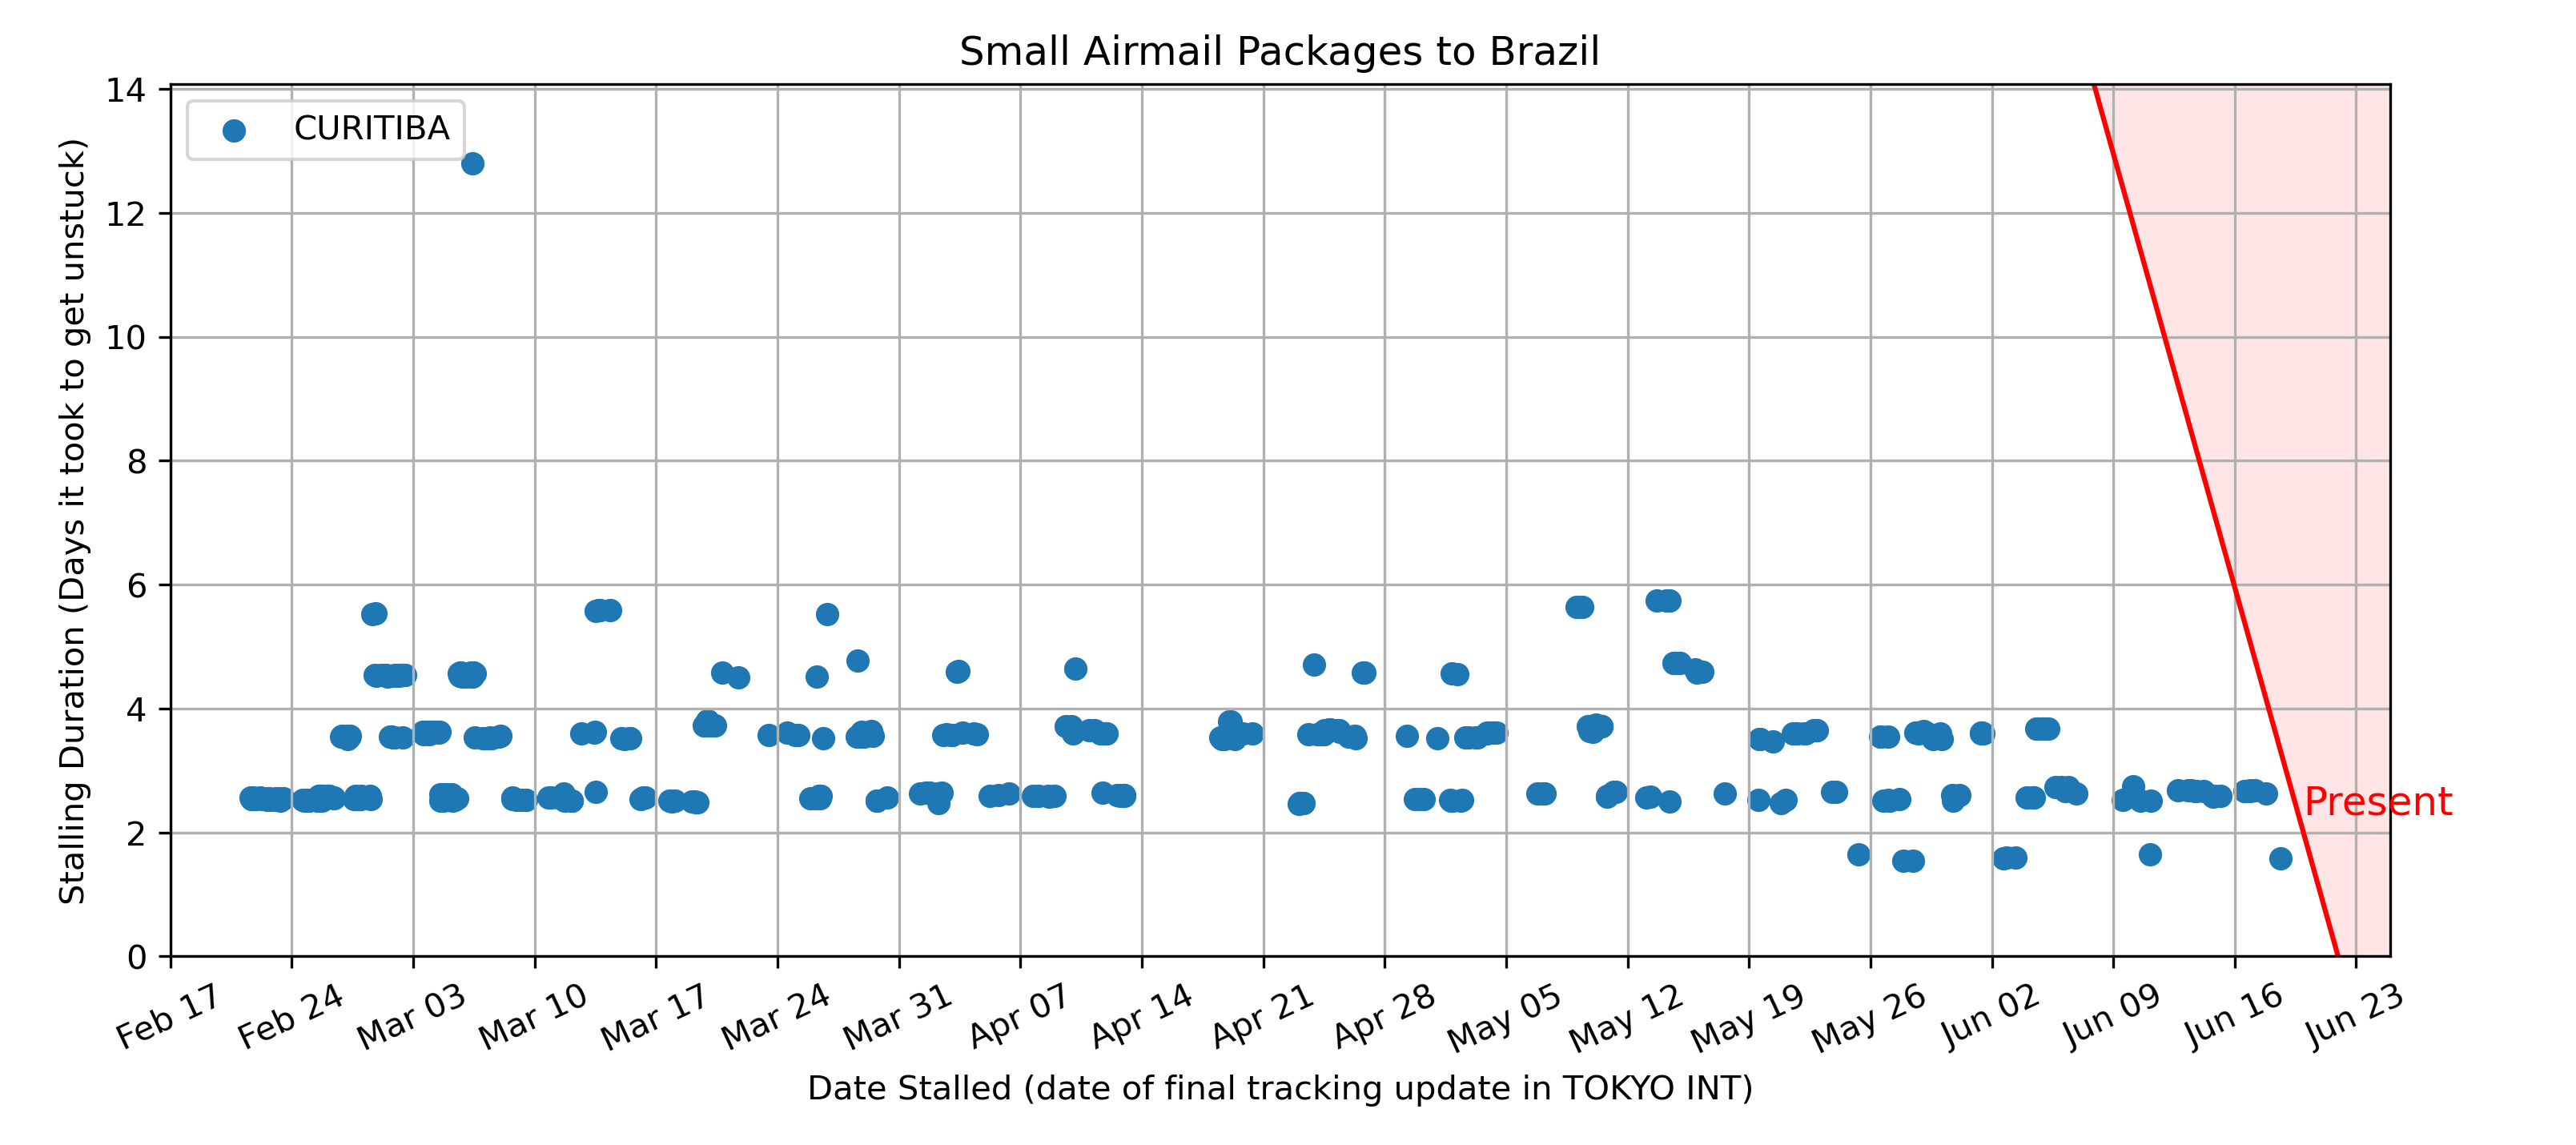 Small Airmail Packages to Brazil
CURITIBA
14
12
10
8
6
4
2
0
Stalling Duration (Days it took to get unstuck)
Present
Feb 17
Feb 24
Mar 03
Mar 10
Mar 17
Mar 24
Mar 31
Apr 07
Apr 14
Apr 21
Apr 28
May 05
May 12
May 19
May 26
Jun 02
Jun 09
Jun 16
Jun 23
Date Stalled (date of final tracking update in TOKYO INT)